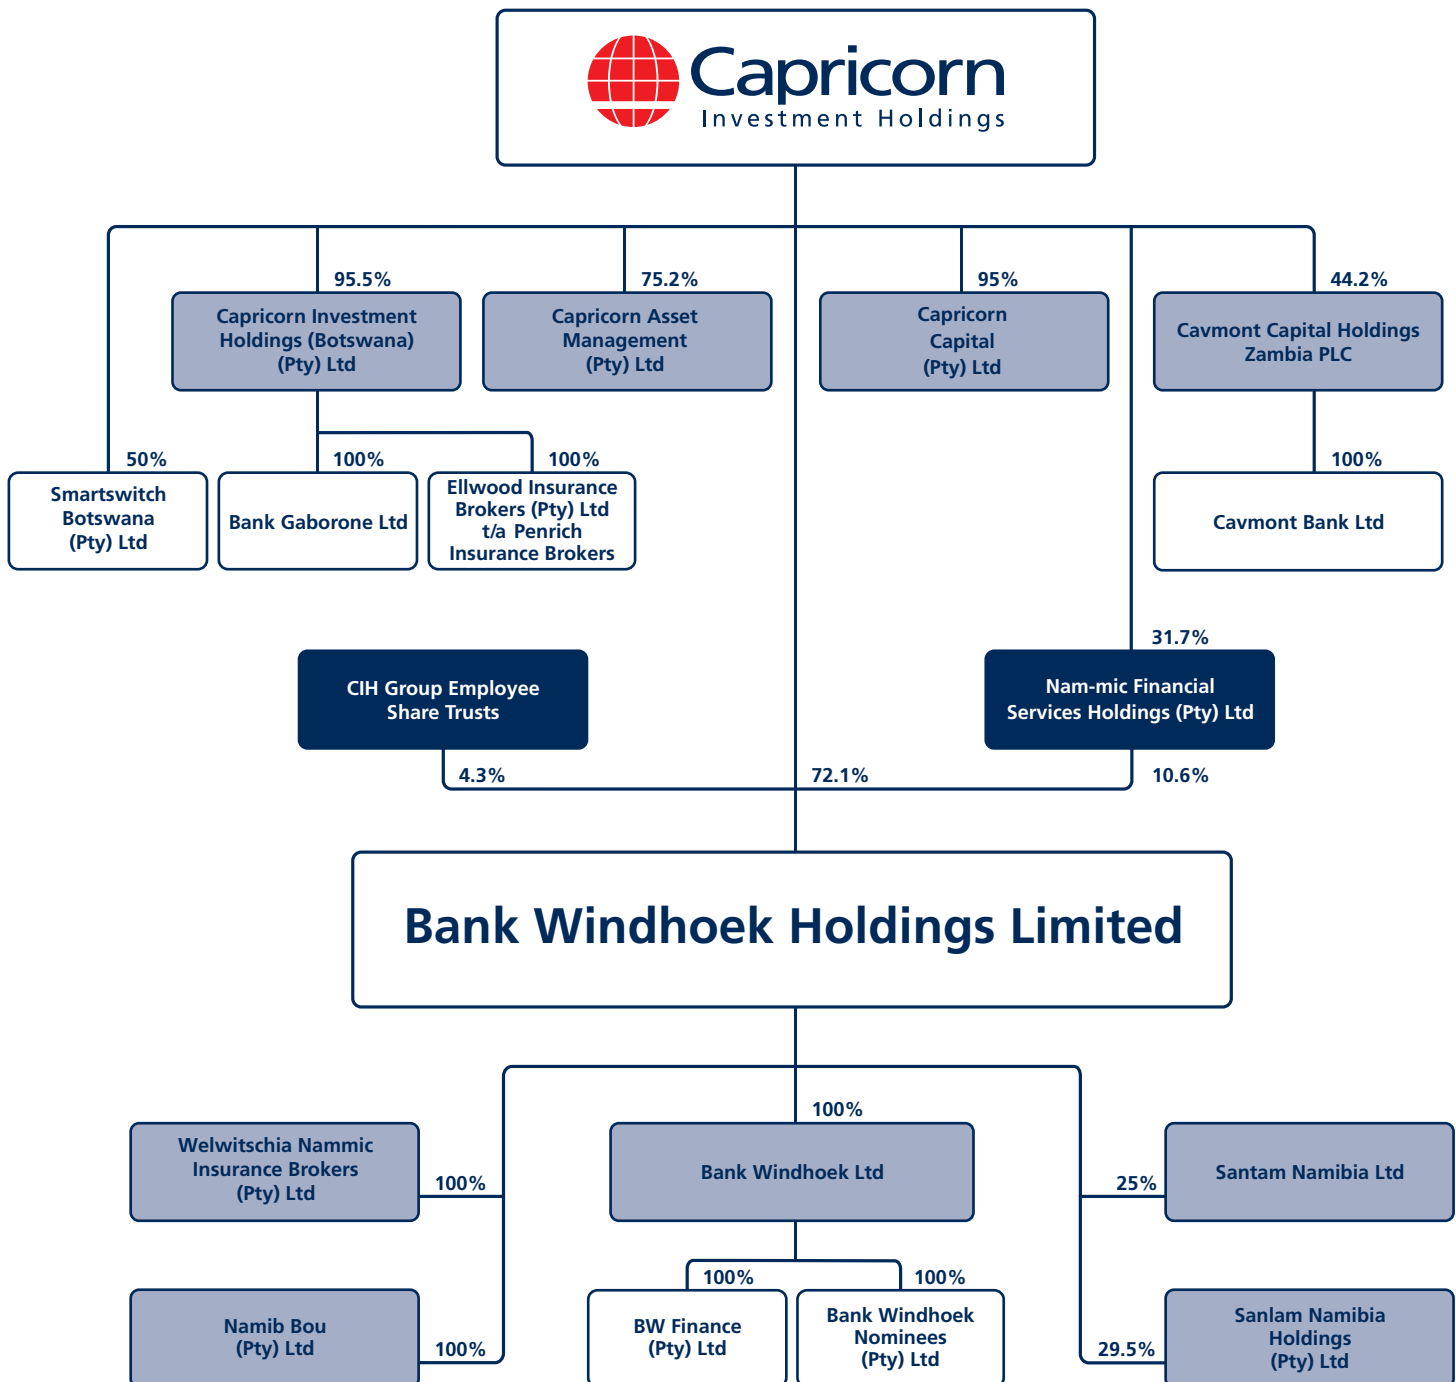 Capricorn
Investment Holdings
95.5%
Capricorn Investment
Holdings (Botswana)
(Pty) Ltd
75.2%
Capricorn Asset
Management
(Pty) Ltd
95%
Capricorn
Capital
(Pty) Ltd
44.2%
Cavmont Capital Holdings
Zambia PLC
50%
Smartswitch
Botswana
(Pty) Ltd
100%
Bank Gaborone Ltd
100%
Ellwood Insurance
Brokers (Pty) Ltd
t/a Penrich
Insurance Brokers
100%
Cavmont Bank Ltd
CIH Group Employee
Share Trusts
31.7%
Nam-mic Financial
Services Holdings (Pty) Ltd
4.3%
72.1%
10.6%
Bank Windhoek Holdings Limited
Welwitschia Nammic
Insurance Brokers
(Pty) Ltd
100%
100%
Bank Windhoek Ltd
25%
Santam Namibia Ltd
Namib Bou
(Pty) Ltd
100%
100%
BW Finance
(Pty) Ltd
100%
Bank Windhoek
Nominees
(Pty) Ltd
29.5%
Sanlam Namibia
Holdings
(Pty) Ltd